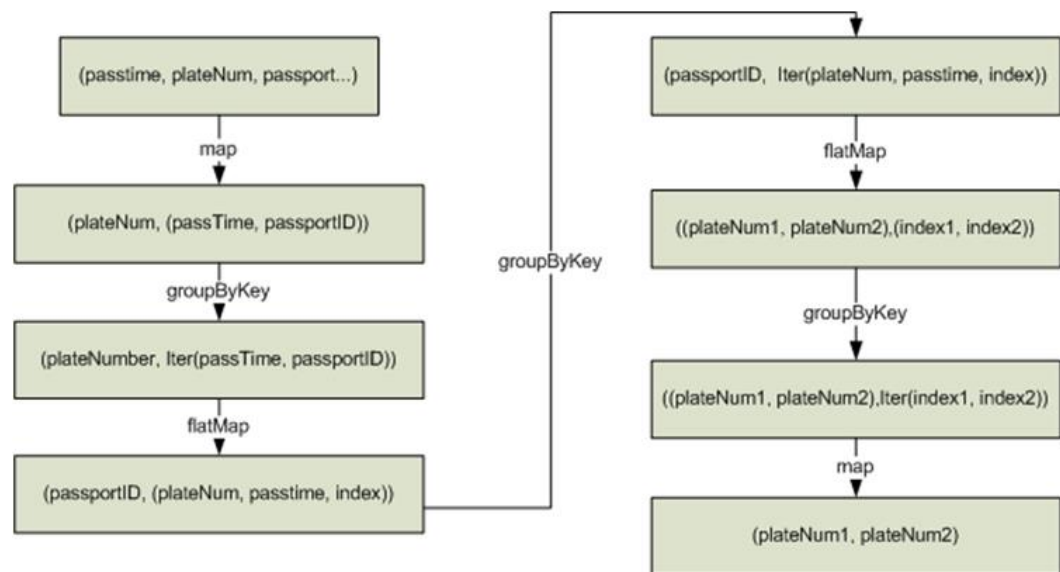 (passtime, plateNum, passport...)
map
(plateNum, (passTime, passportID))
groupByKey
(plateNumber, Iter(passTime, passportID))
flatMap
(passportID, (plateNum, passtime, index))
groupByKey
(passportID, Iter(plateNum, passtime, index))
flatMap
((plateNum1, plateNum2),(index1, index2))
groupByKey
((plateNum1, plateNum2),Iter(index1, index2))
map
(plateNum1, plateNum2)